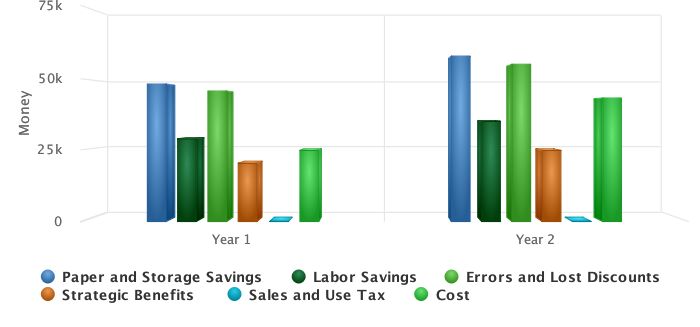 75k
50k
25k
0
Money
Year 1
Year 2
Paper and Storage Savings
Labor Savings
Errors and Lost Discounts
Strategic Benefits
Sales and Use Tax
Cost